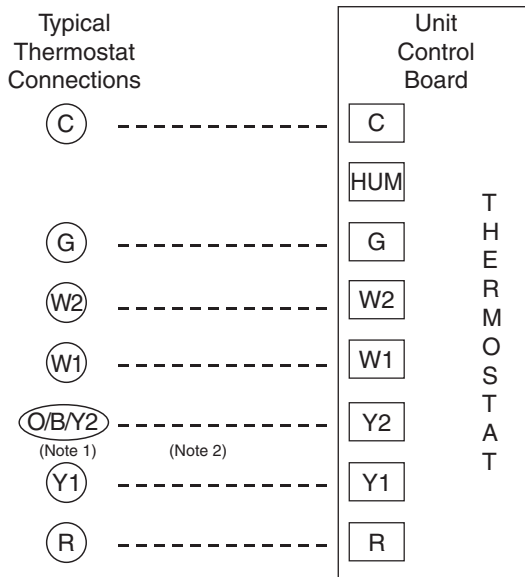 Typical
Thermostat
Connections
Unit
Control
Board
C
C
HUM
G
G
W2
W2
W1
W1
O/B/Y2
Y2
(Note 1)
(Note 2)
Y1
Y1
R
R
T
H
E
R
M
O
S
T
A
T